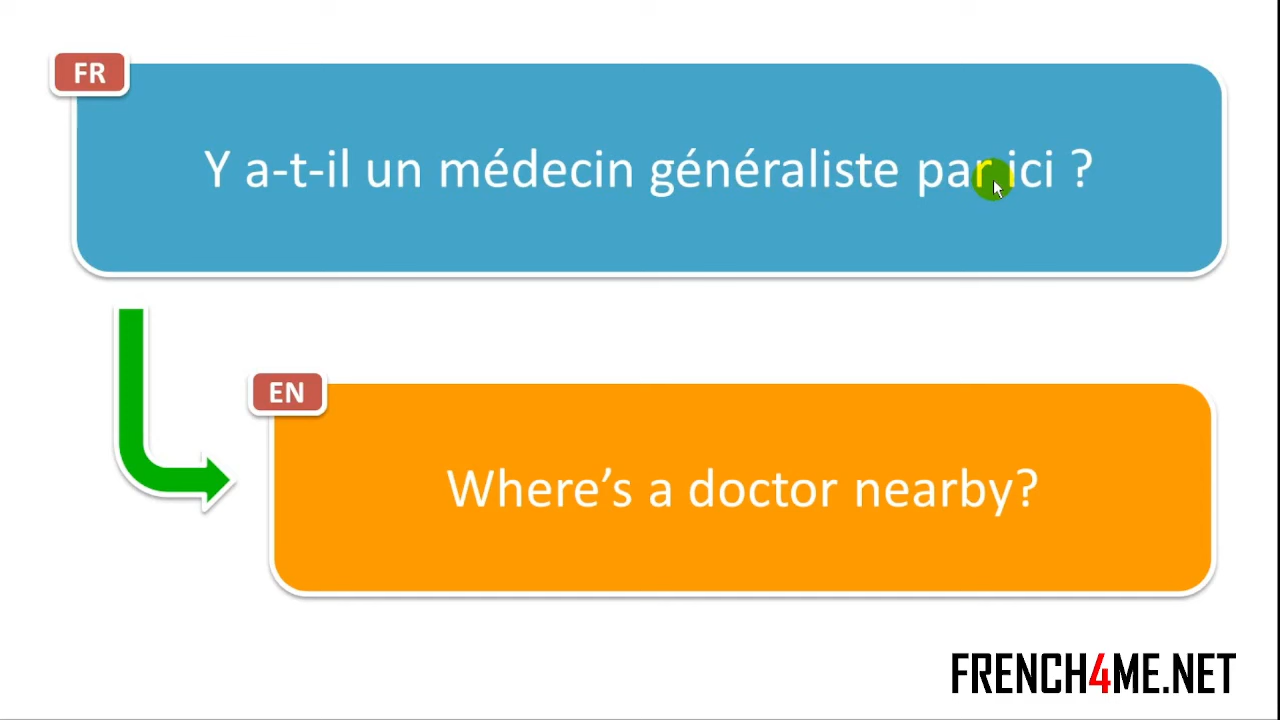 FR
Y a-t-il un médecin généraliste par ici ?
EN
Where’s a doctor nearby?
FRENCH4ME.NET